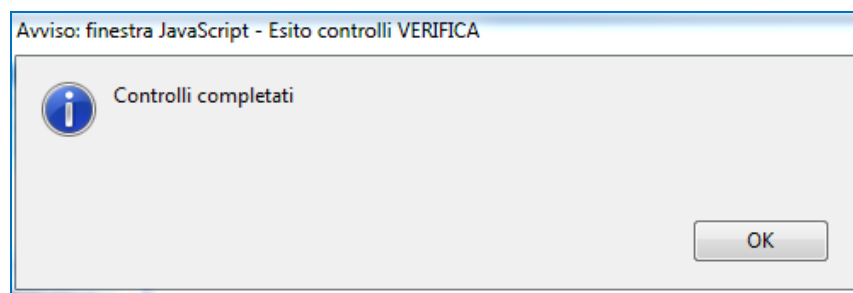 Avviso: finestra JavaScript - Esito controlli VERIFICA
Controlli completati
OK